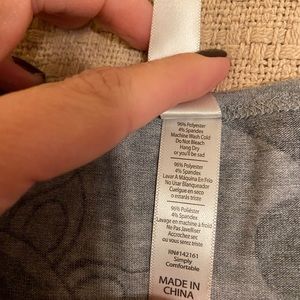 96% Polyester
4% Spandex
Machine Wash Cold
Do Not Bleach
Hang Dry
or you'll be sad
96% Polyester
4% Spandex
Lavar A Máquina En Frío
No Usar Blanqueador
Cuelgue en seco
o estarás triste
96% Poliéster
4% Spandex
Lavage en machine à froid
Ne Pas Javelliser
Accrochez sec
ou vous serez triste
RN#142161
Simply
Comfortable
MADE IN
CHINA